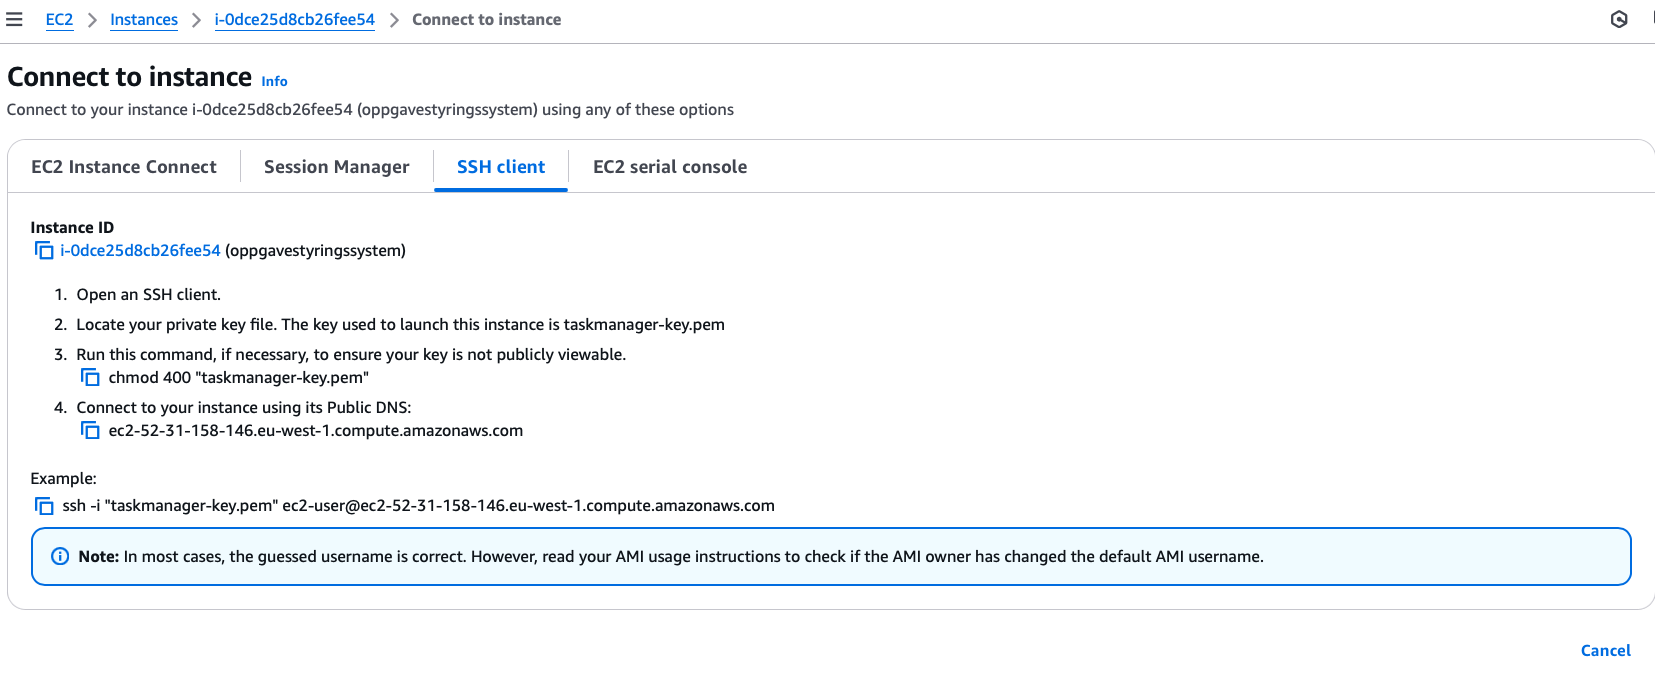 EC2 > Instances > i-0dce25d8cb26fee54 > Connect to instance
Connect to instance Info
Connect to your instance i-0dce25d8cb26fee54 (oppgavestyringssystem) using any of these options
EC2 Instance Connect Session Manager SSH client EC2 serial console
Instance ID
i-0dce25d8cb26fee54 (oppgavestyringssystem)
1. Open an SSH client.
2. Locate your private key file. The key used to launch this instance is taskmanager-key.pem
3. Run this command, if necessary, to ensure your key is not publicly viewable.
chmod 400 "taskmanager-key.pem"
4. Connect to your instance using its Public DNS:
ec2-52-31-158-146.eu-west-1.compute.amazonaws.com
Example:
ssh -i "taskmanager-key.pem" ec2-user@ec2-52-31-158-146.eu-west-1.compute.amazonaws.com
Note: In most cases, the guessed username is correct. However, read your AMI usage instructions to check if the AMI owner has changed the default AMI username.
Cancel